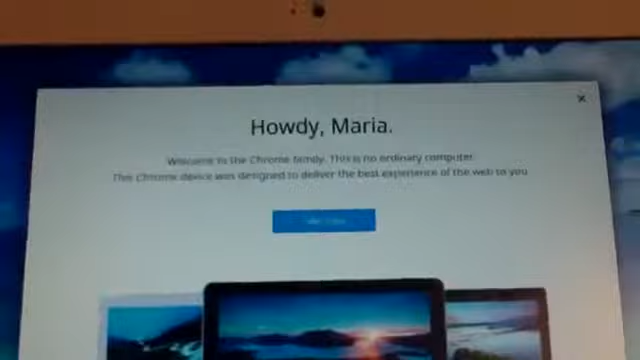 Howdy, Maria.
Welcome to the Chrome family. This is no ordinary computer.
This Chrome device was designed to deliver the best experience of the web to you